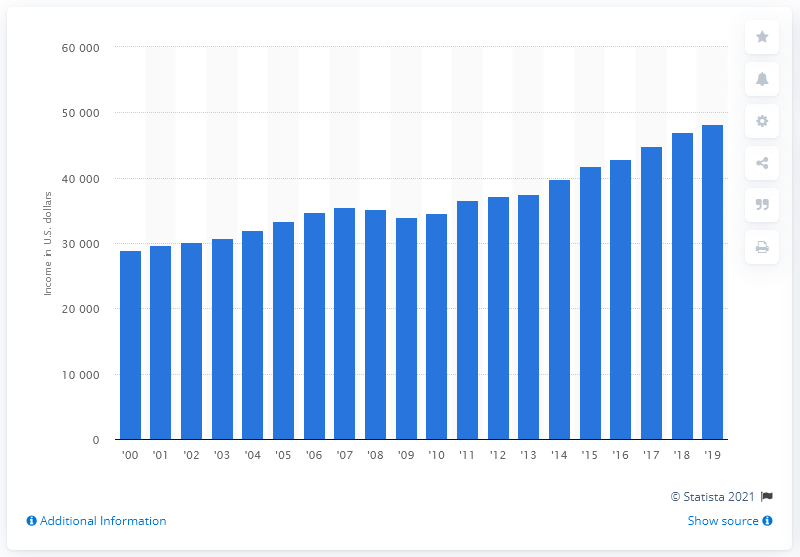 60 000
50 000
40 000
30 000
20 000
10 000
0
Income in U.S. dollars
'00 '01 '02 '03 '04 '05 '06 '07 '08 '09 '10 '11 '12 '13 '14 '15 '16 '17 '18 '19
© Statista 2021
Additional Information
Show source